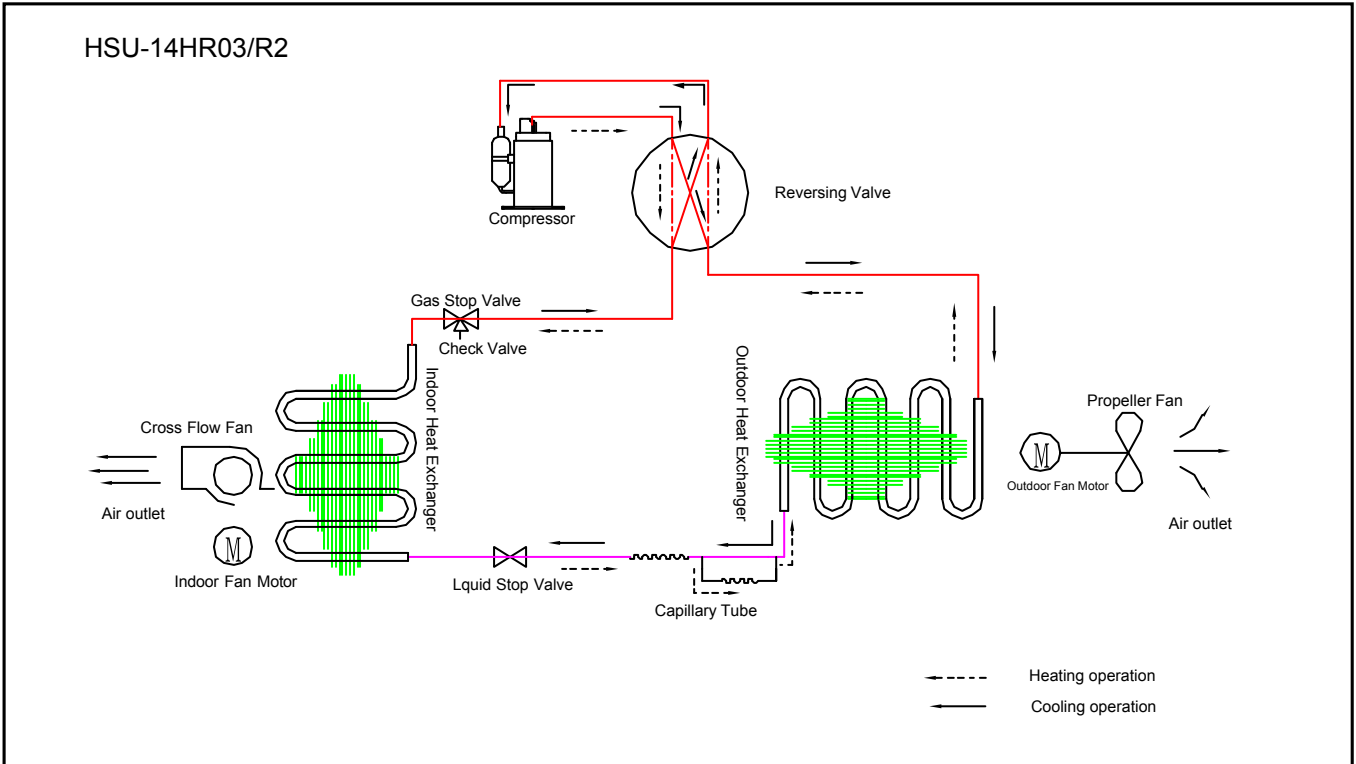 HSU-14HR03/R2
Compressor
Reversing Valve
Gas Stop Valve
Check Valve
Indoor Heat Exchanger
Outdoor Heat Exchanger
Cross Flow Fan
Air outlet
M
Indoor Fan Motor
Lquid Stop Valve
Capillary Tube
Propeller Fan
M
Outdoor Fan Motor
Air outlet
Heating operation
Cooling operation